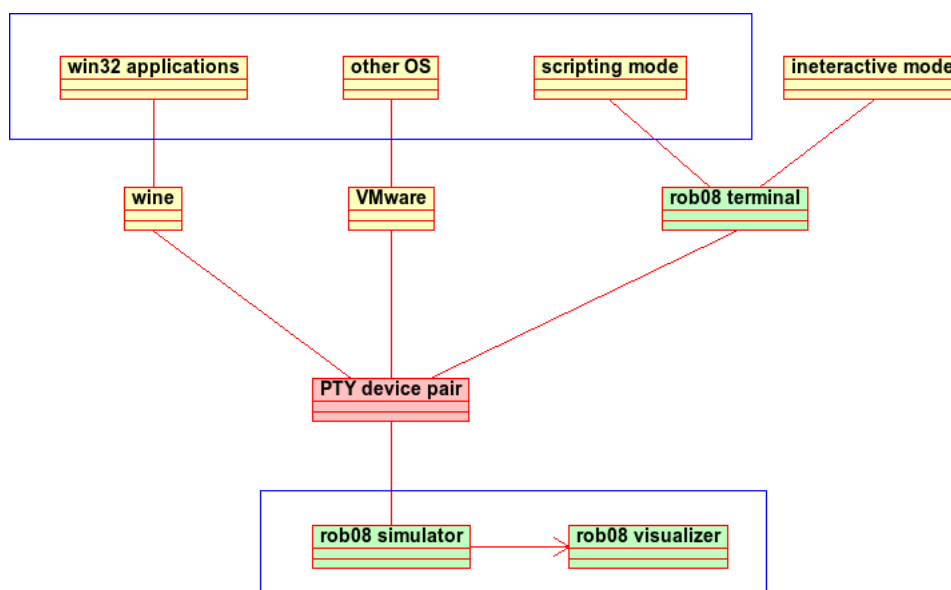 win32 applications
other OS
scripting mode
ineteractive mode
wine
VMware
rob08 terminal
PTY device pair
rob08 simulator
rob08 visualizer